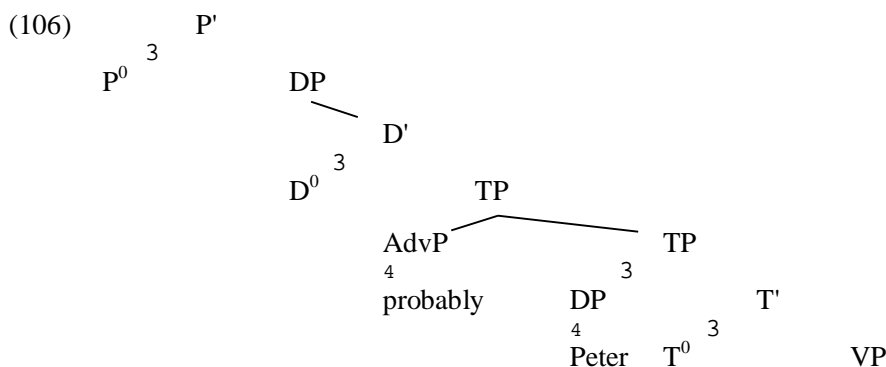 (106) P'
3
P⁰ DP
D'
3
D⁰ TP
AdvP TP
4 3
probably DP T'
4 3
Peter T⁰ VP